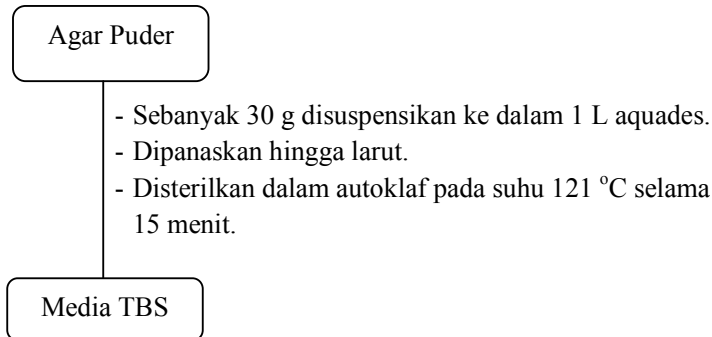 Agar Puder
- Sebanyak 30 g disuspensikan ke dalam 1 L aquades.
- Dipanaskan hingga larut.
- Disterilkan dalam autoklaf pada suhu 121 °C selama
15 menit.
Media TBS